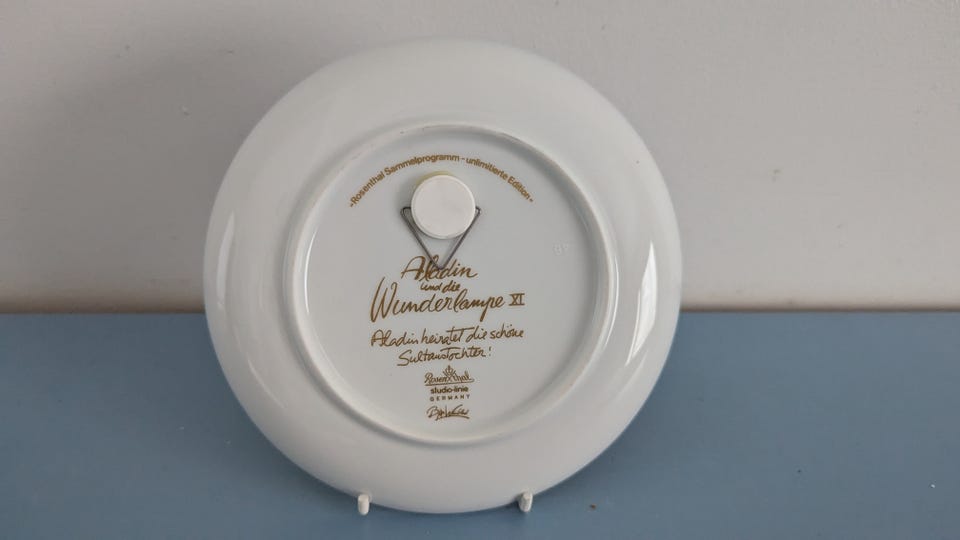 -Rosenthal Sammelprogramm - unlimitierte Edition-
Aladin
und die
Wunderlampe XI
Aladin heiratet die schöne
Sultanstochter!
Rosenthal
studio-linie
GERMANY